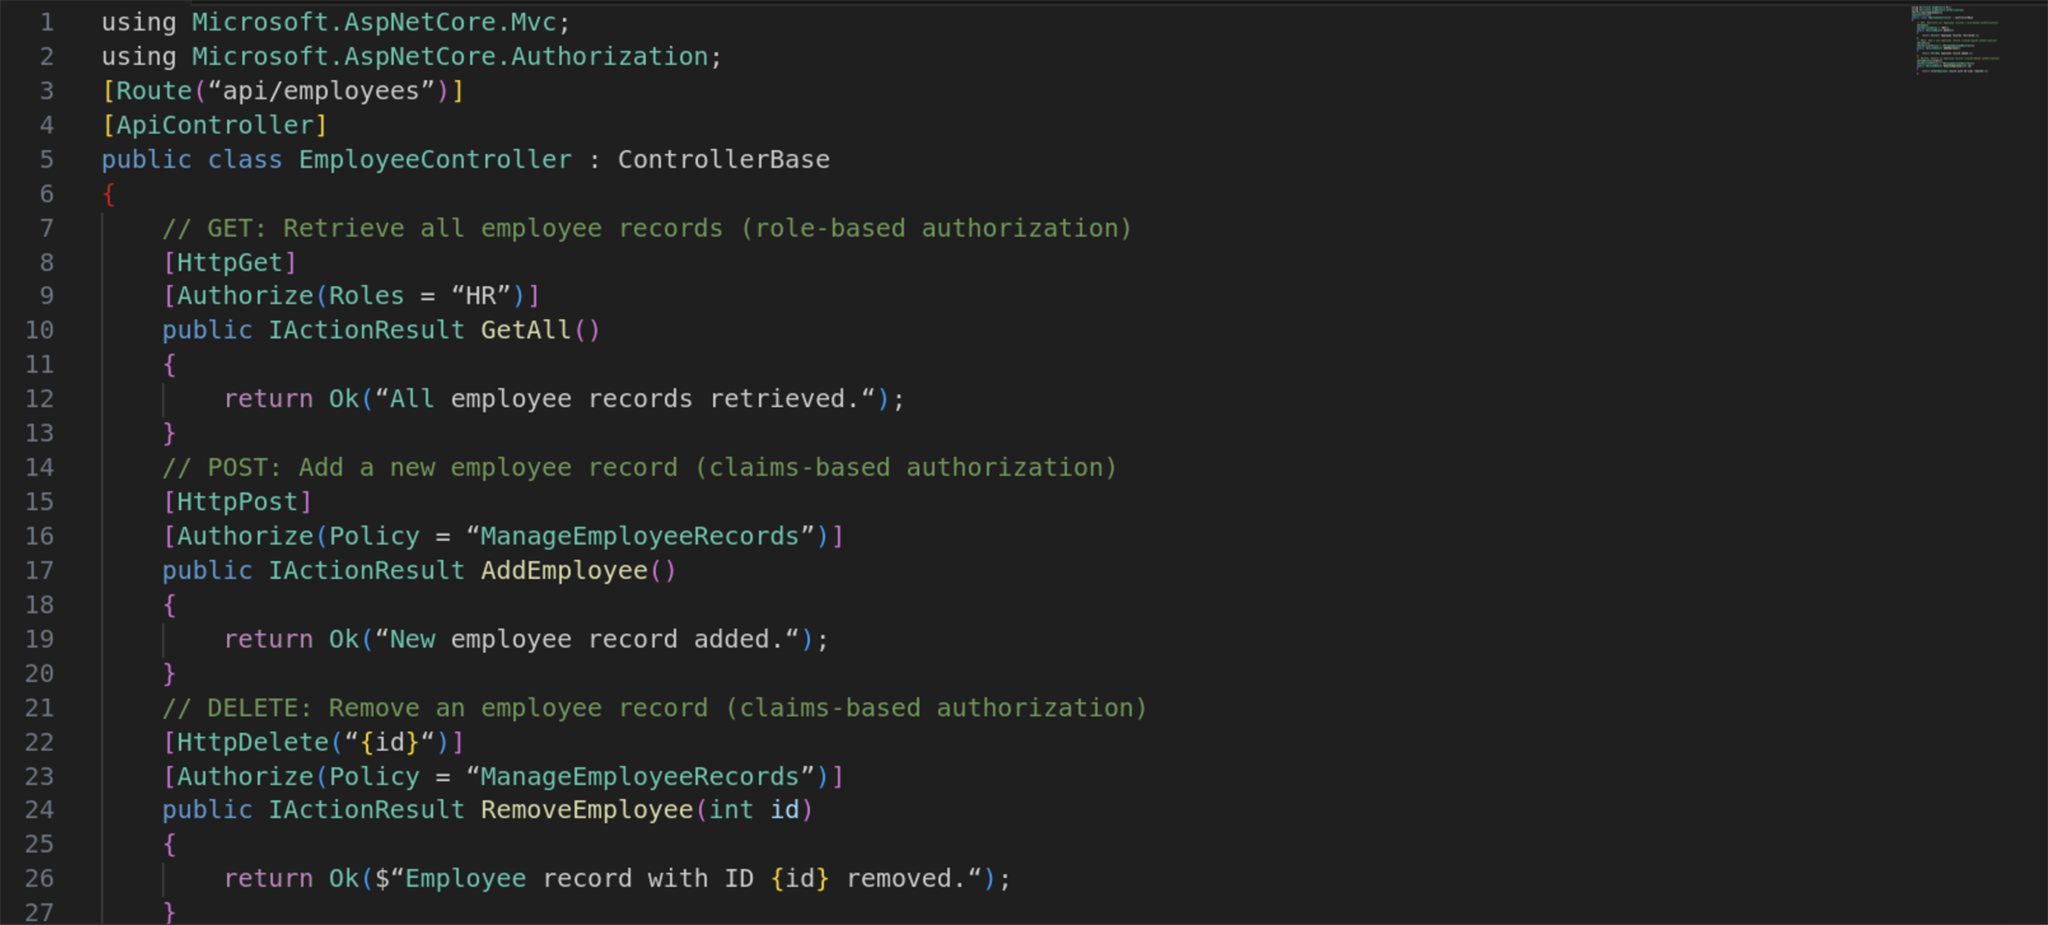 1 using Microsoft.AspNetCore.Mvc;
2 using Microsoft.AspNetCore.Authorization;
3 [Route(“api/employees”)]
4 [ApiController]
5 public class EmployeeController : ControllerBase
6 {
7 // GET: Retrieve all employee records (role-based authorization)
8 [HttpGet]
9 [Authorize(Roles = “HR”)]
10 public IActionResult GetAll()
11 {
12 return Ok(“All employee records retrieved.“);
13 }
14 // POST: Add a new employee record (claims-based authorization)
15 [HttpPost]
16 [Authorize(Policy = “ManageEmployeeRecords”)]
17 public IActionResult AddEmployee()
18 {
19 return Ok(“New employee record added.“);
20 }
21 // DELETE: Remove an employee record (claims-based authorization)
22 [HttpDelete(“{id}“)]
23 [Authorize(Policy = “ManageEmployeeRecords”)]
24 public IActionResult RemoveEmployee(int id)
25 {
26 return Ok($“Employee record with ID {id} removed.“);
27 }